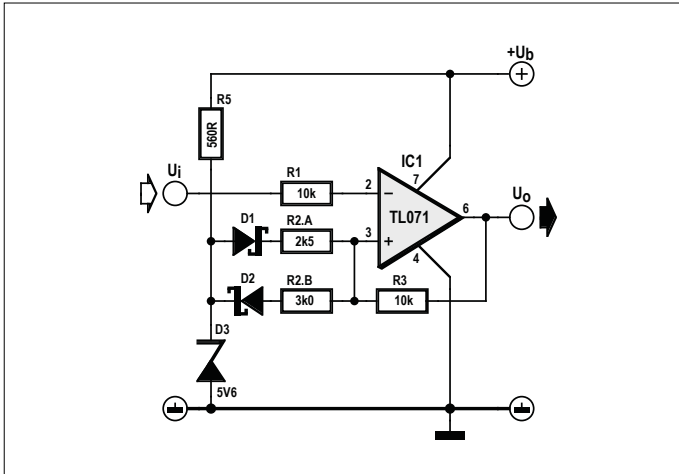 +Ub
R5
560R
Ui
R1
10k
IC1
2
7
−
TL071
6
Uo
D1
R2.A
2k5
3
+
4
D2
R2.B
3k0
R3
10k
D3
5V6